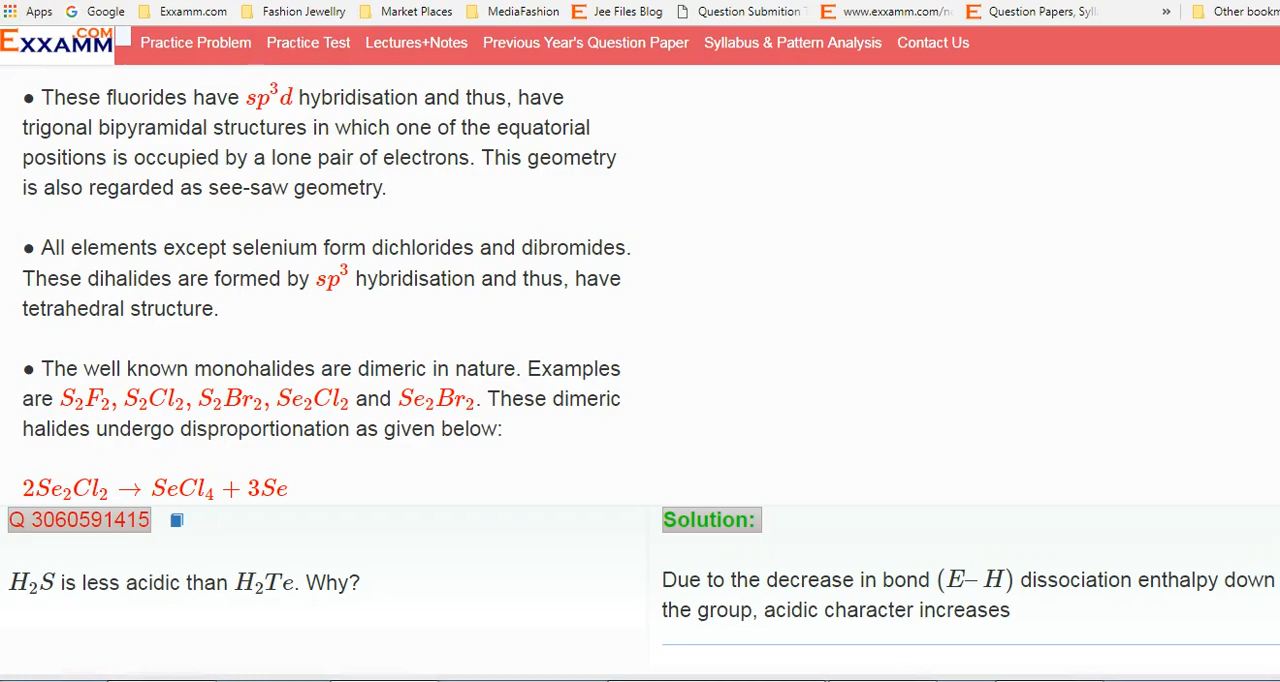 Apps Google Exxamm.com Fashion Jewellry Market Places MediaFashion Jee Files Blog Question Submition www.exxamm.com/n Question Papers, Syll » Other bookm
EXXAMM.COM Practice Problem Practice Test Lectures+Notes Previous Year's Question Paper Syllabus & Pattern Analysis Contact Us
● These fluorides have sp³d hybridisation and thus, have
trigonal bipyramidal structures in which one of the equatorial
positions is occupied by a lone pair of electrons. This geometry
is also regarded as see-saw geometry.
● All elements except selenium form dichlorides and dibromides.
These dihalides are formed by sp³ hybridisation and thus, have
tetrahedral structure.
● The well known monohalides are dimeric in nature. Examples
are S₂F₂, S₂Cl₂, S₂Br₂, Se₂Cl₂ and Se₂Br₂. These dimeric
halides undergo disproportionation as given below:
2Se₂Cl₂ → SeCl₄ + 3Se
Q 3060591415
H₂S is less acidic than H₂Te. Why?
Solution:
Due to the decrease in bond (E– H) dissociation enthalpy down
the group, acidic character increases